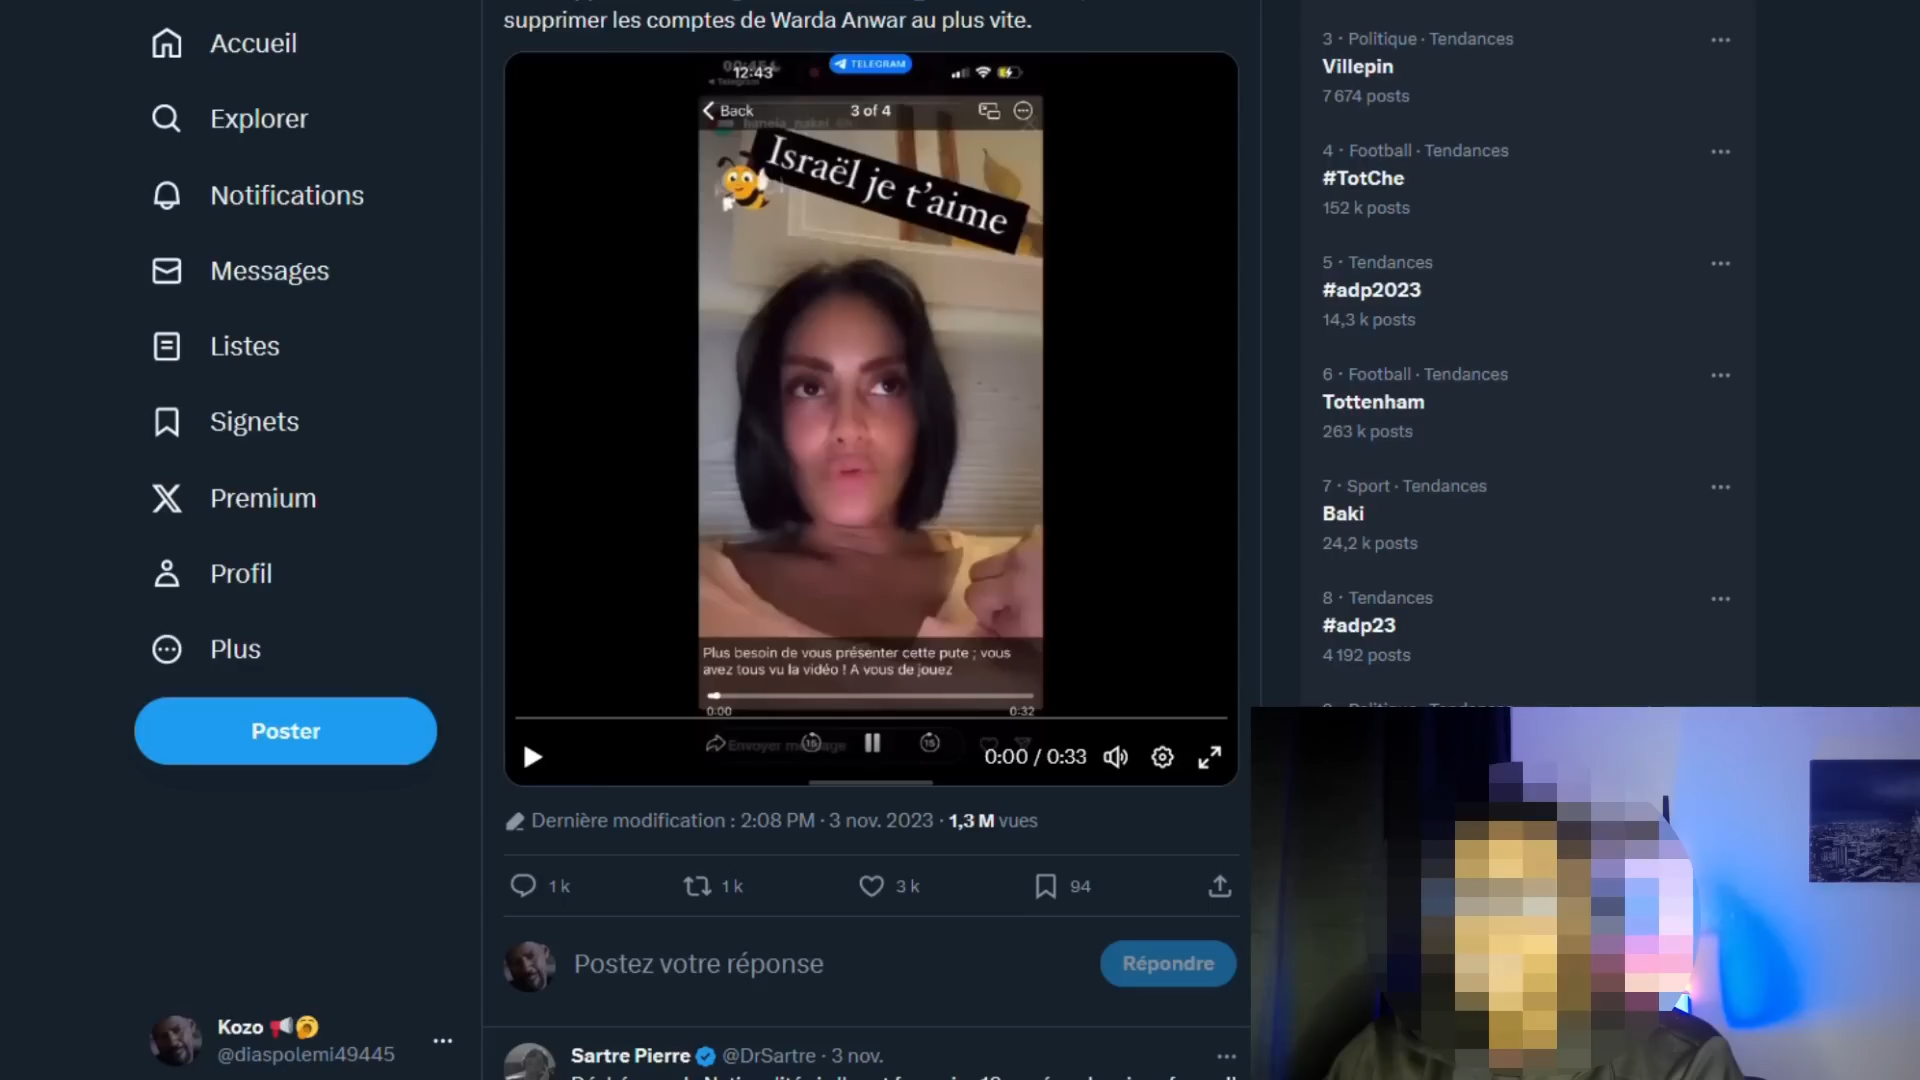 supprimer les comptes de Warda Anwar au plus vite.
Accueil
Explorer
Notifications
Messages
Listes
Signets
Premium
Profil
Plus
Poster
Kozo
@diaspolemi49445
12:43
TELEGRAM
Telegram
Back
3 of 4
Israël je t'aime
Plus besoin de vous présenter cette pute ; vous
avez tous vu la vidéo ! A vous de jouez
0:00
0:32
Envoyer message
15
15
0:00 / 0:33
Dernière modification : 2:08 PM · 3 nov. 2023 · 1,3 M vues
1 k
1 k
3 k
94
Postez votre réponse
Répondre
Sartre Pierre @DrSartre · 3 nov.
3 · Politique · Tendances
Villepin
7 674 posts
4 · Football · Tendances
#TotChe
152 k posts
5 · Tendances
#adp2023
14,3 k posts
6 · Football · Tendances
Tottenham
263 k posts
7 · Sport · Tendances
Baki
24,2 k posts
8 · Tendances
#adp23
4 192 posts